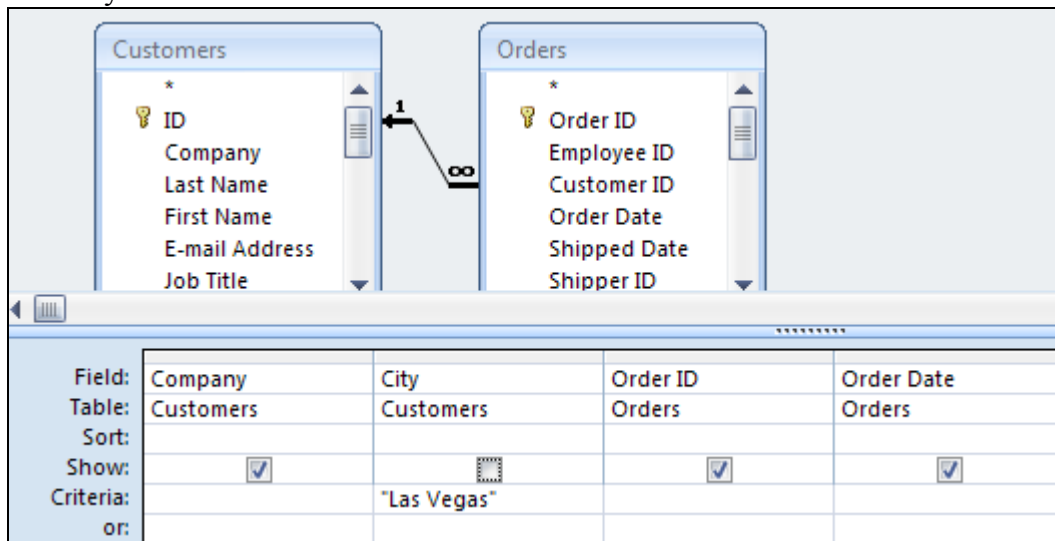 Customers
*
ID
Company
Last Name
First Name
E-mail Address
Job Title
1
∞
Orders
*
Order ID
Employee ID
Customer ID
Order Date
Shipped Date
Shipper ID
Field: Company City Order ID Order Date
Table: Customers Customers Orders Orders
Sort:
Show:
Criteria: "Las Vegas"
or: